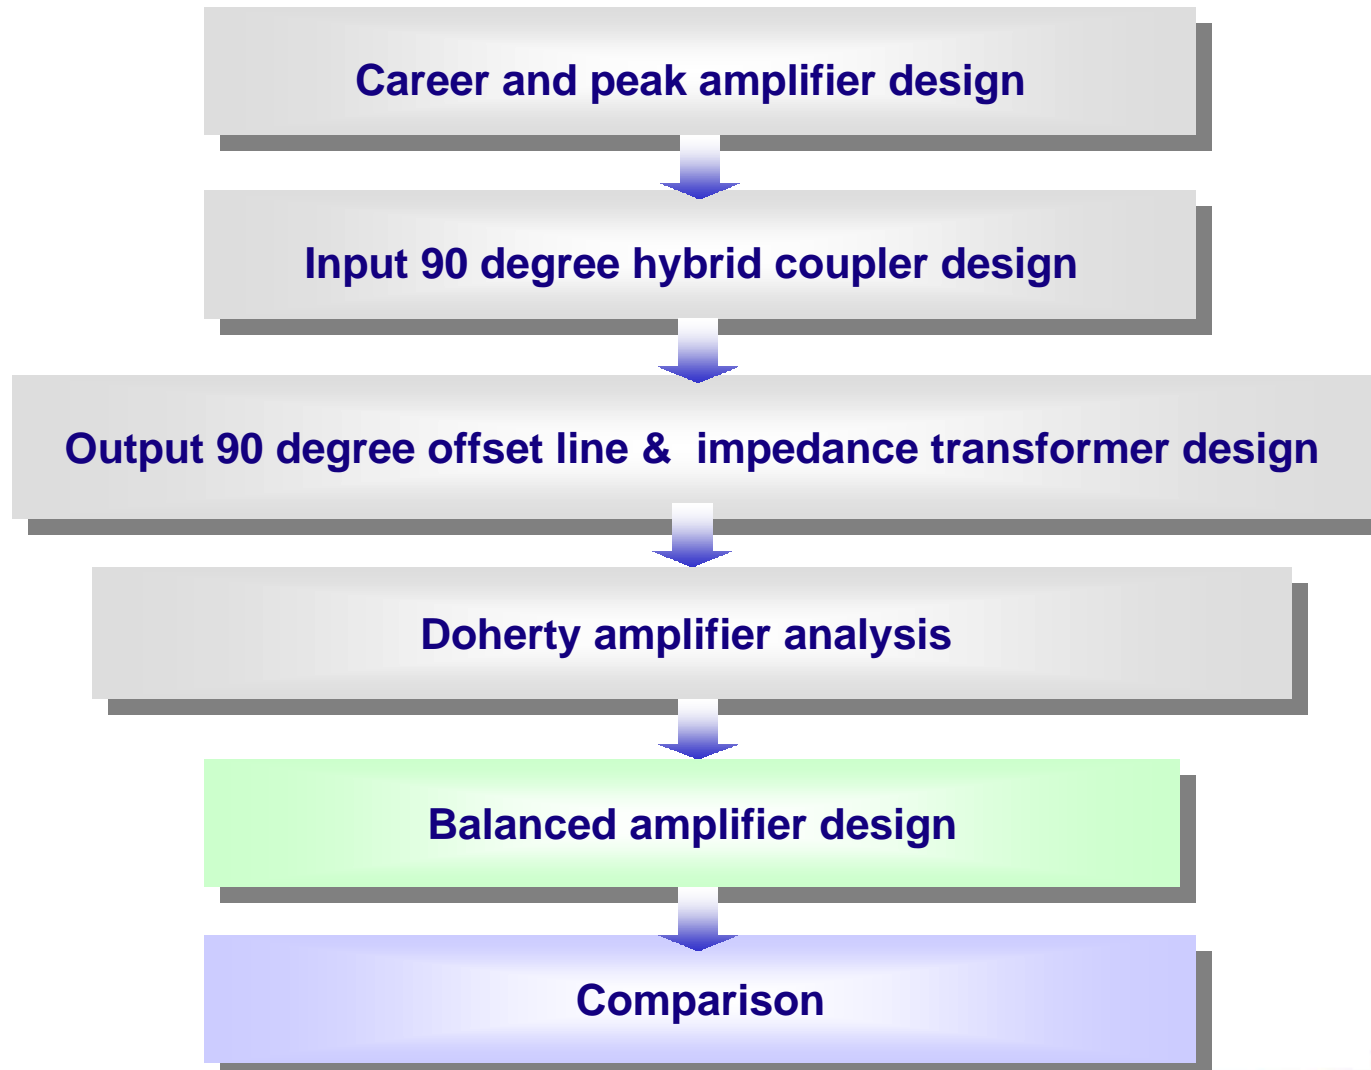 Career and peak amplifier design
Input 90 degree hybrid coupler design
Output 90 degree offset line &  impedance transformer design
Doherty amplifier analysis
Balanced amplifier design
Comparison